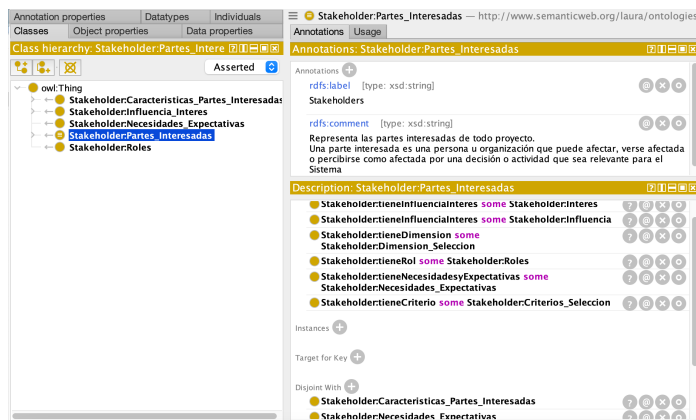 Annotation properties Datatypes Individuals
Classes Object properties Data properties
Class hierarchy: Stakeholder:Partes_Intere
Asserted
owl:Thing
Stakeholder:Caracteristicas_Partes_Interesadas
Stakeholder:Influencia_Interes
Stakeholder:Necesidades_Expectativas
Stakeholder:Partes_Interesadas
Stakeholder:Roles
Stakeholder:Partes_Interesadas — http://www.semanticweb.org/laura/ontologies
Annotations Usage
Annotations: Stakeholder:Partes_Interesadas
Annotations
rdfs:label [type: xsd:string]
Stakeholders
rdfs:comment [type: xsd:string]
Representa las partes interesadas de todo proyecto.
Una parte interesada es una persona u organización que puede afectar, verse afectada
o percibirse como afectada por una decisión o actividad que sea relevante para el
Sistema
Description: Stakeholder:Partes_Interesadas
Stakeholder:tieneInfluenciaInteres some Stakeholder:Interes
Stakeholder:tieneInfluenciaInteres some Stakeholder:Influencia
Stakeholder:tieneDimension some
Stakeholder:Dimension_Seleccion
Stakeholder:tieneRol some Stakeholder:Roles
Stakeholder:tieneNecesidadesyExpectativas some
Stakeholder:Necesidades_Expectativas
Stakeholder:tieneCriterio some Stakeholder:Criterios_Seleccion
Instances
Target for Key
Disjoint With
Stakeholder:Caracteristicas_Partes_Interesadas
Stakeholder:Necesidades_Expectativas